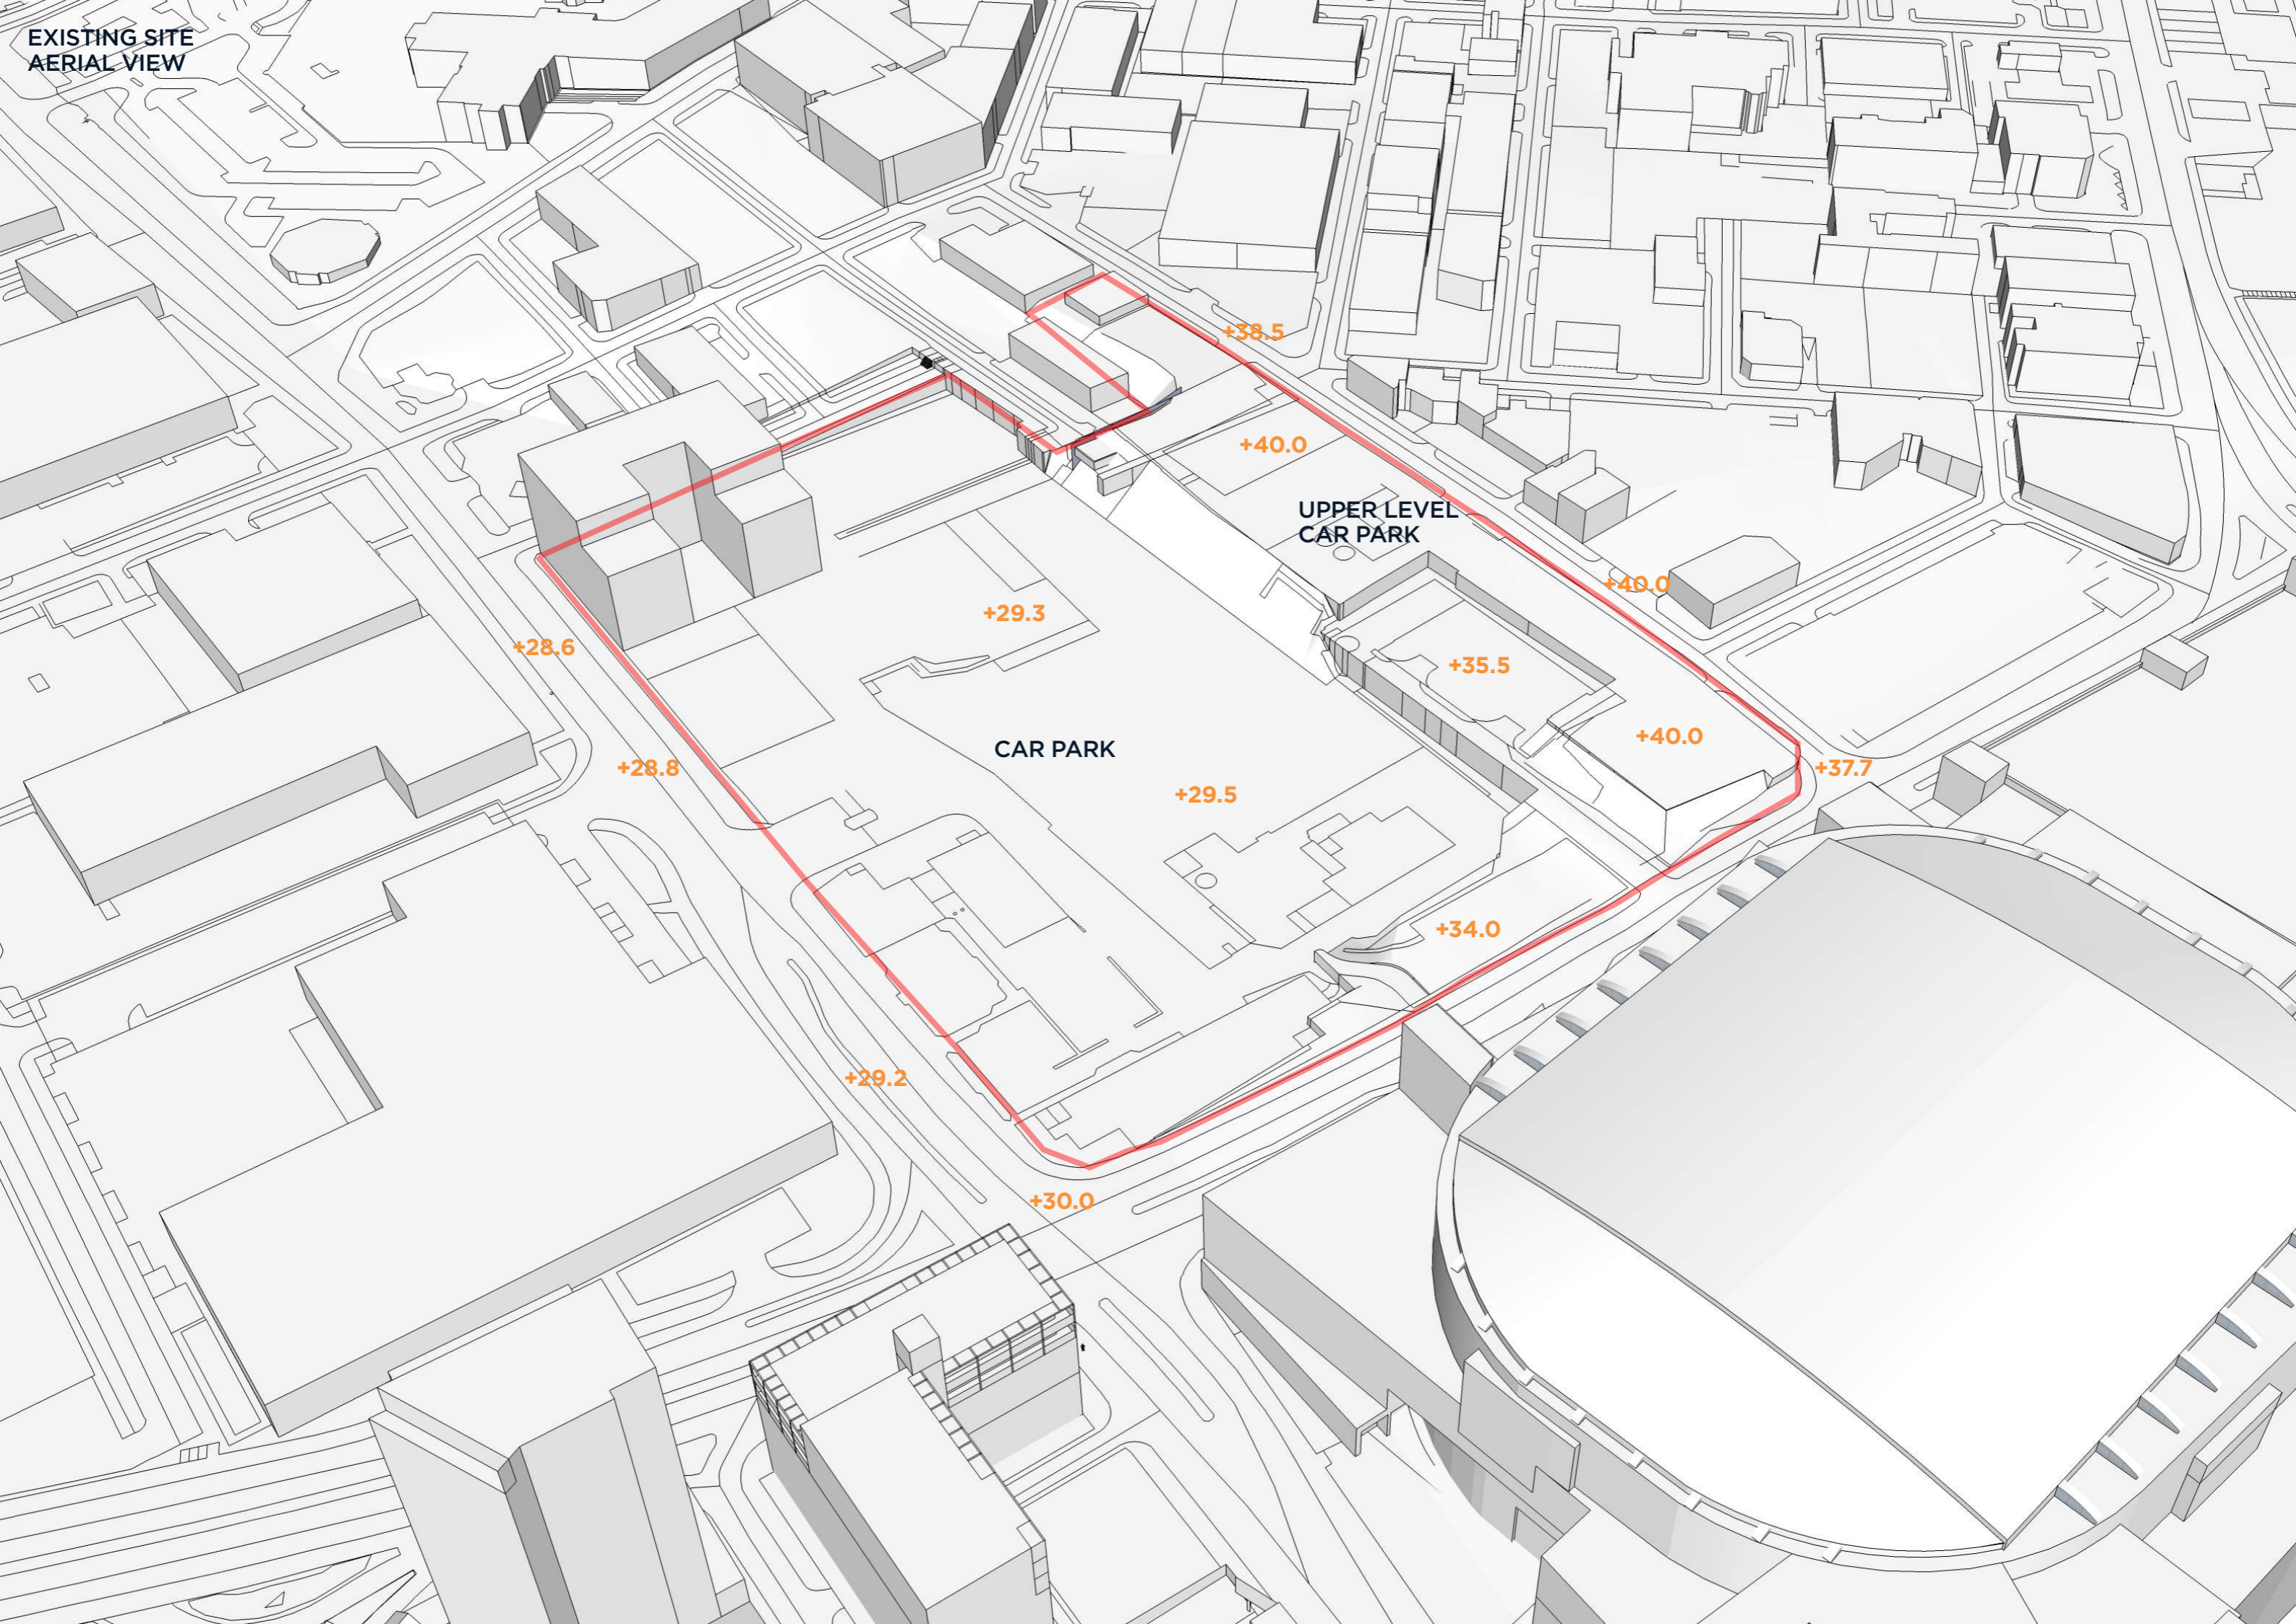 EXISTING SITE
AERIAL VIEW
+38.5
+40.0
UPPER LEVEL
CAR PARK
+40.0
+29.3
+28.6
+35.5
+40.0
CAR PARK
+28.8
+37.7
+29.5
+34.0
+29.2
+30.0